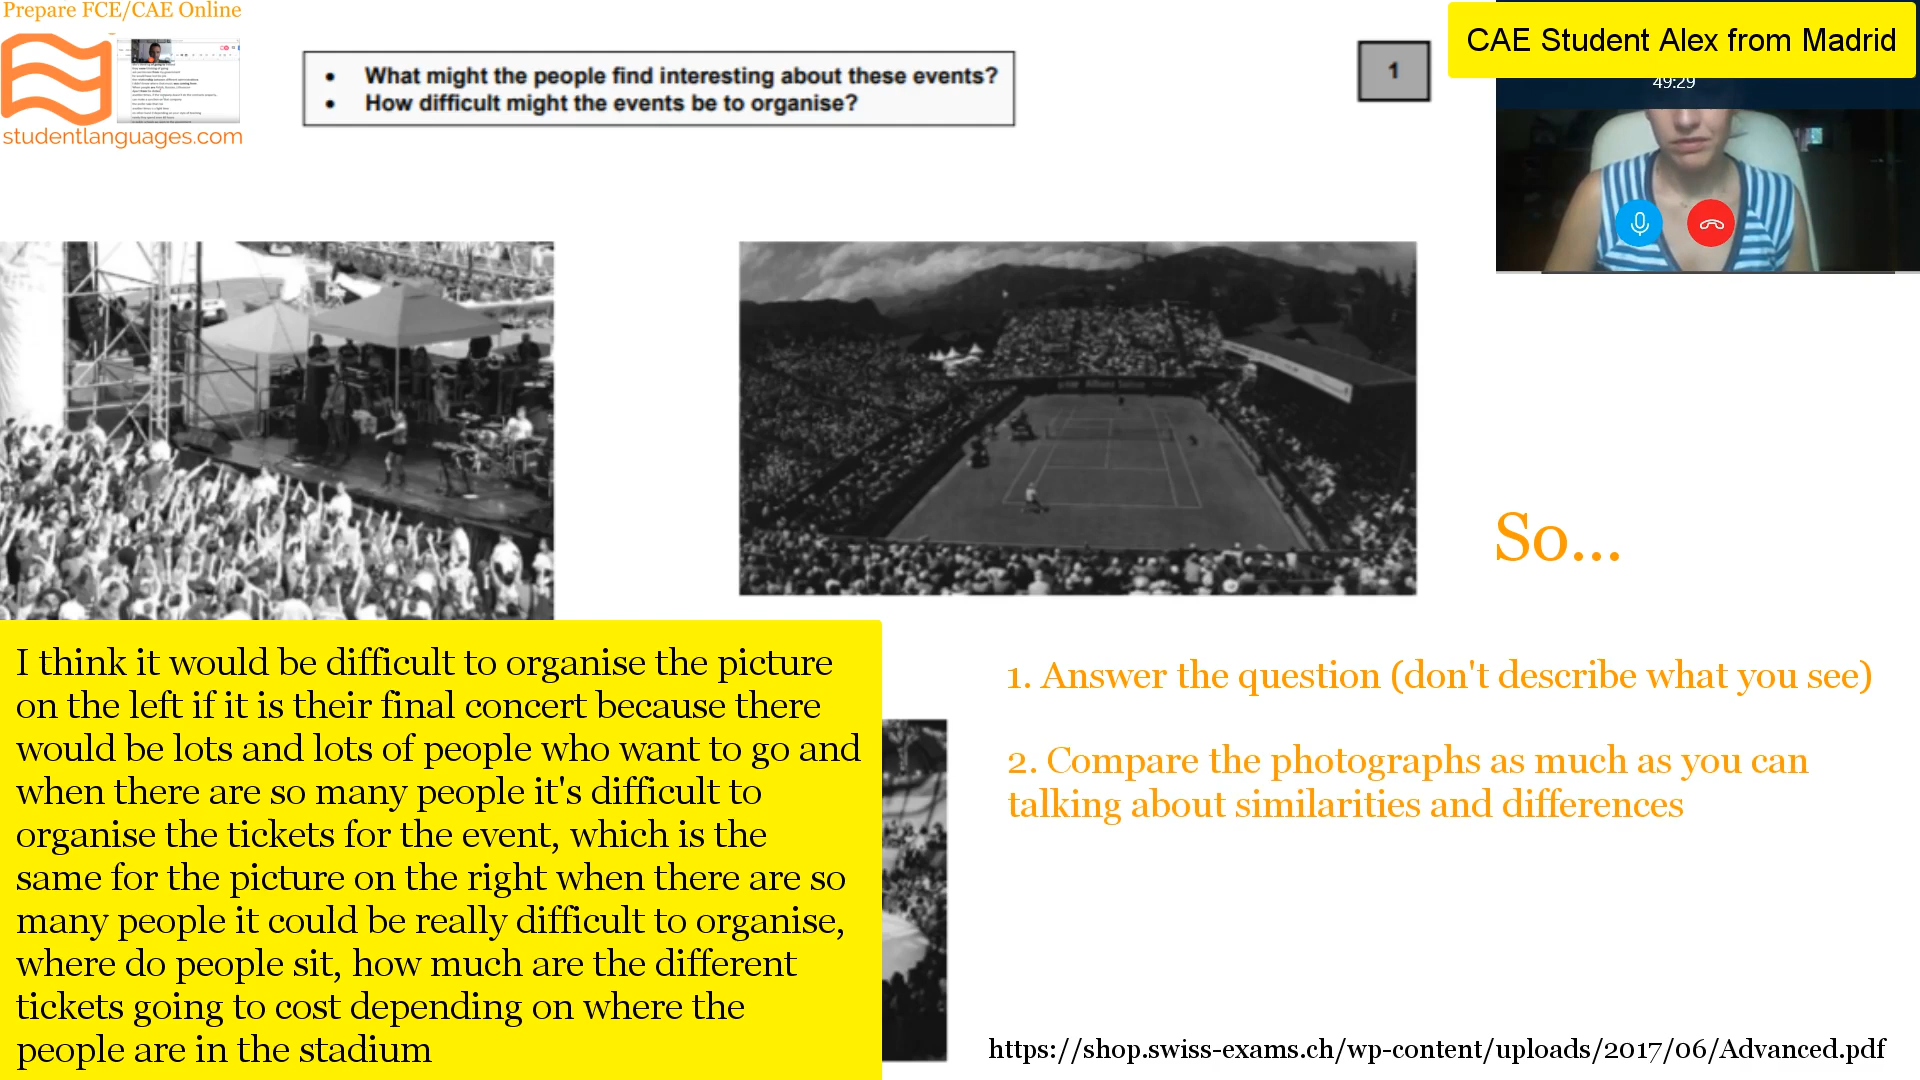 Prepare FCE/CAE Online
studentlanguages.com
• What might the people find interesting about these events?
• How difficult might the events be to organise?
1
CAE Student Alex from Madrid
49:29
So...
I think it would be difficult to organise the picture
on the left if it is their final concert because there
would be lots and lots of people who want to go and
when there are so many people it's difficult to
organise the tickets for the event, which is the
same for the picture on the right when there are so
many people it could be really difficult to organise,
where do people sit, how much are the different
tickets going to cost depending on where the
people are in the stadium
1. Answer the question (don't describe what you see)
2. Compare the photographs as much as you can
talking about similarities and differences
https://shop.swiss-exams.ch/wp-content/uploads/2017/06/Advanced.pdf